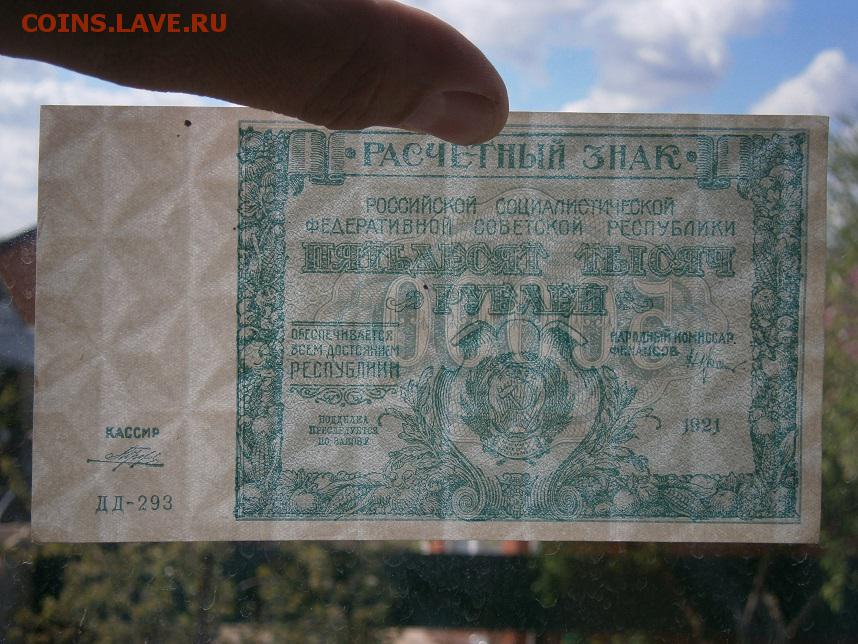 COINS.LAVE.RU
РАСЧЕТНЫЙ ЗНАК
РОССИЙСКОЙ СОЦИАЛИСТИЧЕСКОЙ
ФЕДЕРАТИВНОЙ СОВЕТСКОЙ РЕСПУБЛИКИ
ПЯТЬДЕСЯТ ТЫСЯЧ
РУБЛЕЙ
ОБЕСПЕЧИВАЕТСЯ
ВСЕМ ДОСТОЯНИЕМ
РЕСПУБЛИКИ
НАРОДНЫЙ КОМИССАР
ФИНАНСОВ
ПОДДЕЛКА
ПРЕСЛЕДУЕТСЯ
ПО ЗАКОНУ
1921
КАССИР
ДД-293